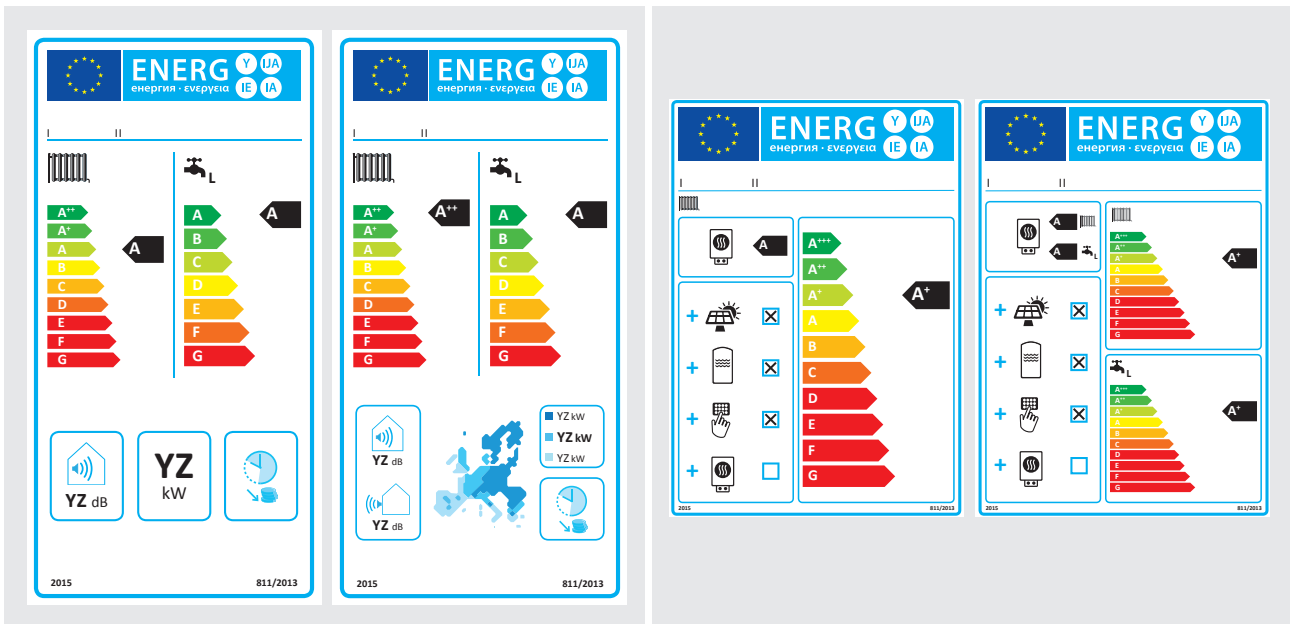 ENERG Y IJA
енергия · ενεργεια IE IA
I II
A++
A+
A
B
C
D
E
F
G
A
L
A
B
C
D
E
F
G
A
YZ dB
YZ
kW
2015 811/2013
ENERG Y IJA
енергия · ενεργεια IE IA
I II
A++
A+
A
B
C
D
E
F
G
A++
L
A
B
C
D
E
F
G
A
YZ dB
YZ dB
YZ kW
YZ kW
YZ kW
2015 811/2013
ENERG Y IJA
енергия · ενεργεια IE IA
I II
A
+
+
+
+
A+++
A++
A+
A
B
C
D
E
F
G
A+
2015 811/2013
ENERG Y IJA
енергия · ενεργεια IE IA
I II
A
A L
+
+
+
+
A+++
A++
A+
A
B
C
D
E
F
G
A+
L
A+++
A++
A+
A
B
C
D
E
F
G
A+
2015 811/2013